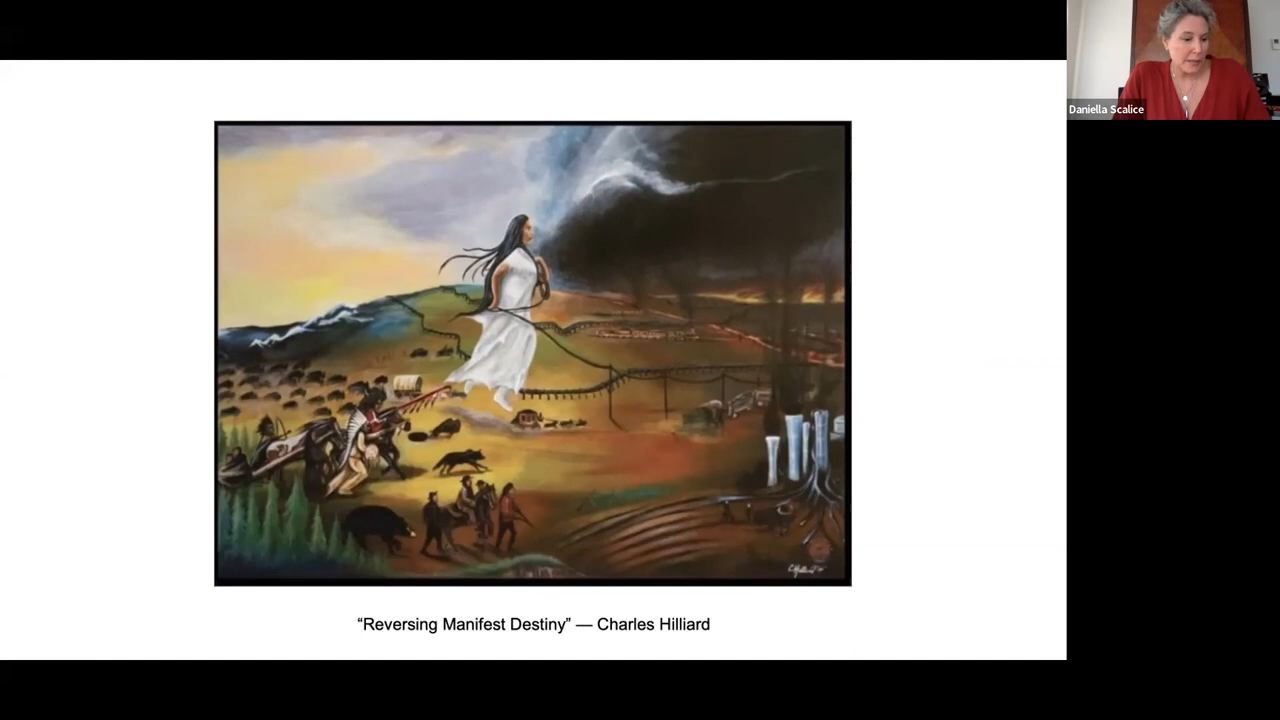 Daniella Scalice
“Reversing Manifest Destiny” — Charles Hilliard